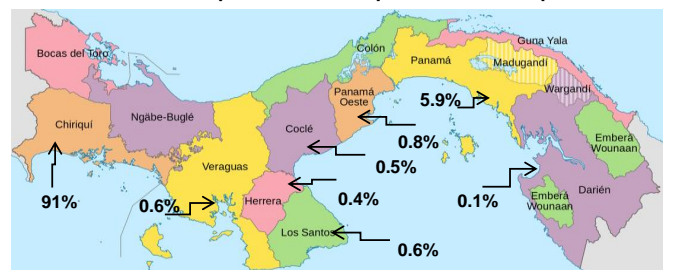 Bocas del Toro
Colón
Guna Yala
Panamá
Madugandí
Wargandí
Panamá
Oeste
5.9%
Chiriquí
Ngäbe-Buglé
Coclé
0.8%
Emberá
Wounaan
Veraguas
0.5%
91%
0.6%
Herrera
0.4%
0.1%
Emberá
Wounaan
Darién
Los Santos
0.6%